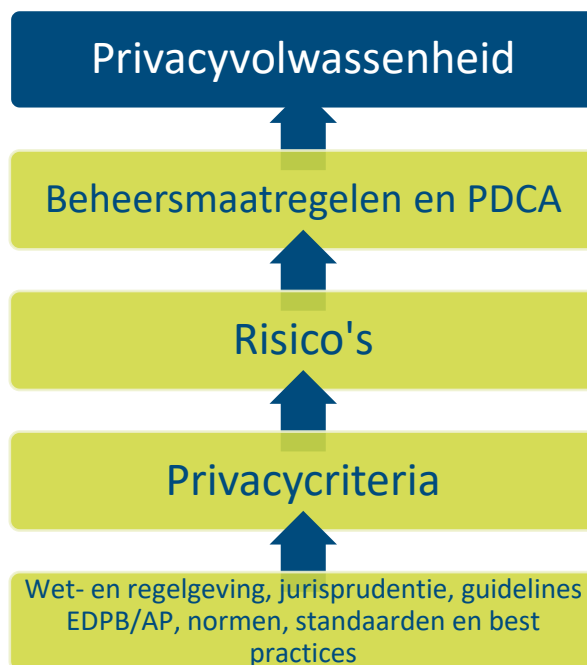 Privacyvolwassenheid
Beheersmaatregelen en PDCA
Risico's
Privacycriteria
Wet- en regelgeving, jurisprudentie, guidelines
EDPB/AP, normen, standaarden en best
practices